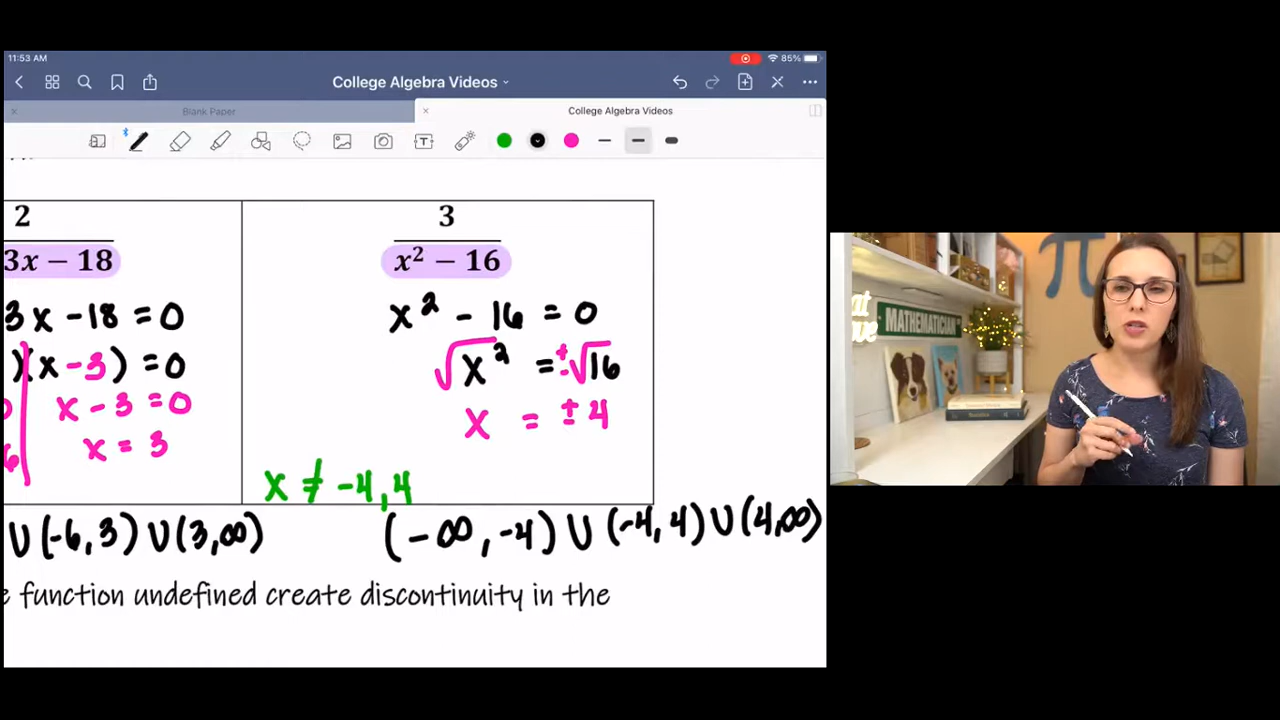 11:53 AM
85%
College Algebra Videos
Blank Paper
College Algebra Videos
2
3x − 18
3x - 18 = 0
)(x - 3) = 0
x - 3 = 0
x = 3
3
x² − 16
x² - 16 = 0
√x² = ±√16
x = ±4
x ≠ -4, 4
∪ (-6, 3) ∪ (3, ∞)
(-∞, -4) ∪ (-4, 4) ∪ (4, ∞)
function undefined create discontinuity in the
MATHEMATICIAN
π